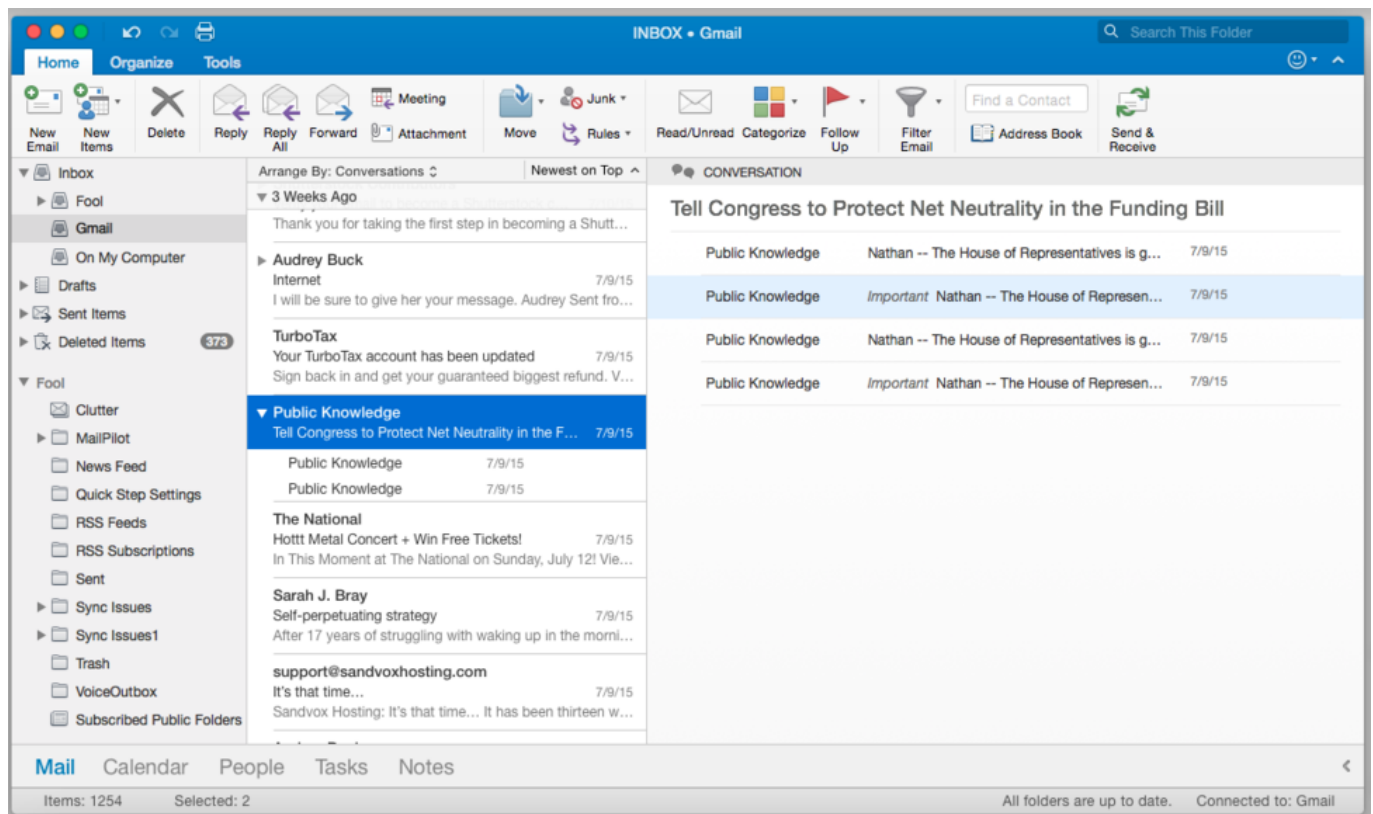 INBOX • Gmail
Search This Folder
Home Organize Tools
New Email
New Items
Delete
Reply
Reply All
Forward
Meeting
Attachment
Move
Junk
Rules
Read/Unread
Categorize
Follow Up
Filter Email
Find a Contact
Address Book
Send & Receive
Inbox
Fool
Gmail
On My Computer
Drafts
Sent Items
Deleted Items 373
Fool
Clutter
MailPilot
News Feed
Quick Step Settings
RSS Feeds
RSS Subscriptions
Sent
Sync Issues
Sync Issues1
Trash
VoiceOutbox
Subscribed Public Folders
Arrange By: Conversations Newest on Top
3 Weeks Ago
Thank you for taking the first step in becoming a Shutt...
Audrey Buck
Internet 7/9/15
I will be sure to give her your message. Audrey Sent fro...
TurboTax
Your TurboTax account has been updated 7/9/15
Sign back in and get your guaranteed biggest refund. V...
Public Knowledge
Tell Congress to Protect Net Neutrality in the F... 7/9/15
Public Knowledge 7/9/15
Public Knowledge 7/9/15
The National
Hottt Metal Concert + Win Free Tickets! 7/9/15
In This Moment at The National on Sunday, July 12! Vie...
Sarah J. Bray
Self-perpetuating strategy 7/9/15
After 17 years of struggling with waking up in the morni...
support@sandvoxhosting.com
It's that time... 7/9/15
Sandvox Hosting: It's that time... It has been thirteen w...
CONVERSATION
Tell Congress to Protect Net Neutrality in the Funding Bill
Public Knowledge Nathan -- The House of Representatives is g... 7/9/15
Public Knowledge Important Nathan -- The House of Represen... 7/9/15
Public Knowledge Nathan -- The House of Representatives is g... 7/9/15
Public Knowledge Important Nathan -- The House of Represen... 7/9/15
Mail Calendar People Tasks Notes
Items: 1254 Selected: 2 All folders are up to date. Connected to: Gmail